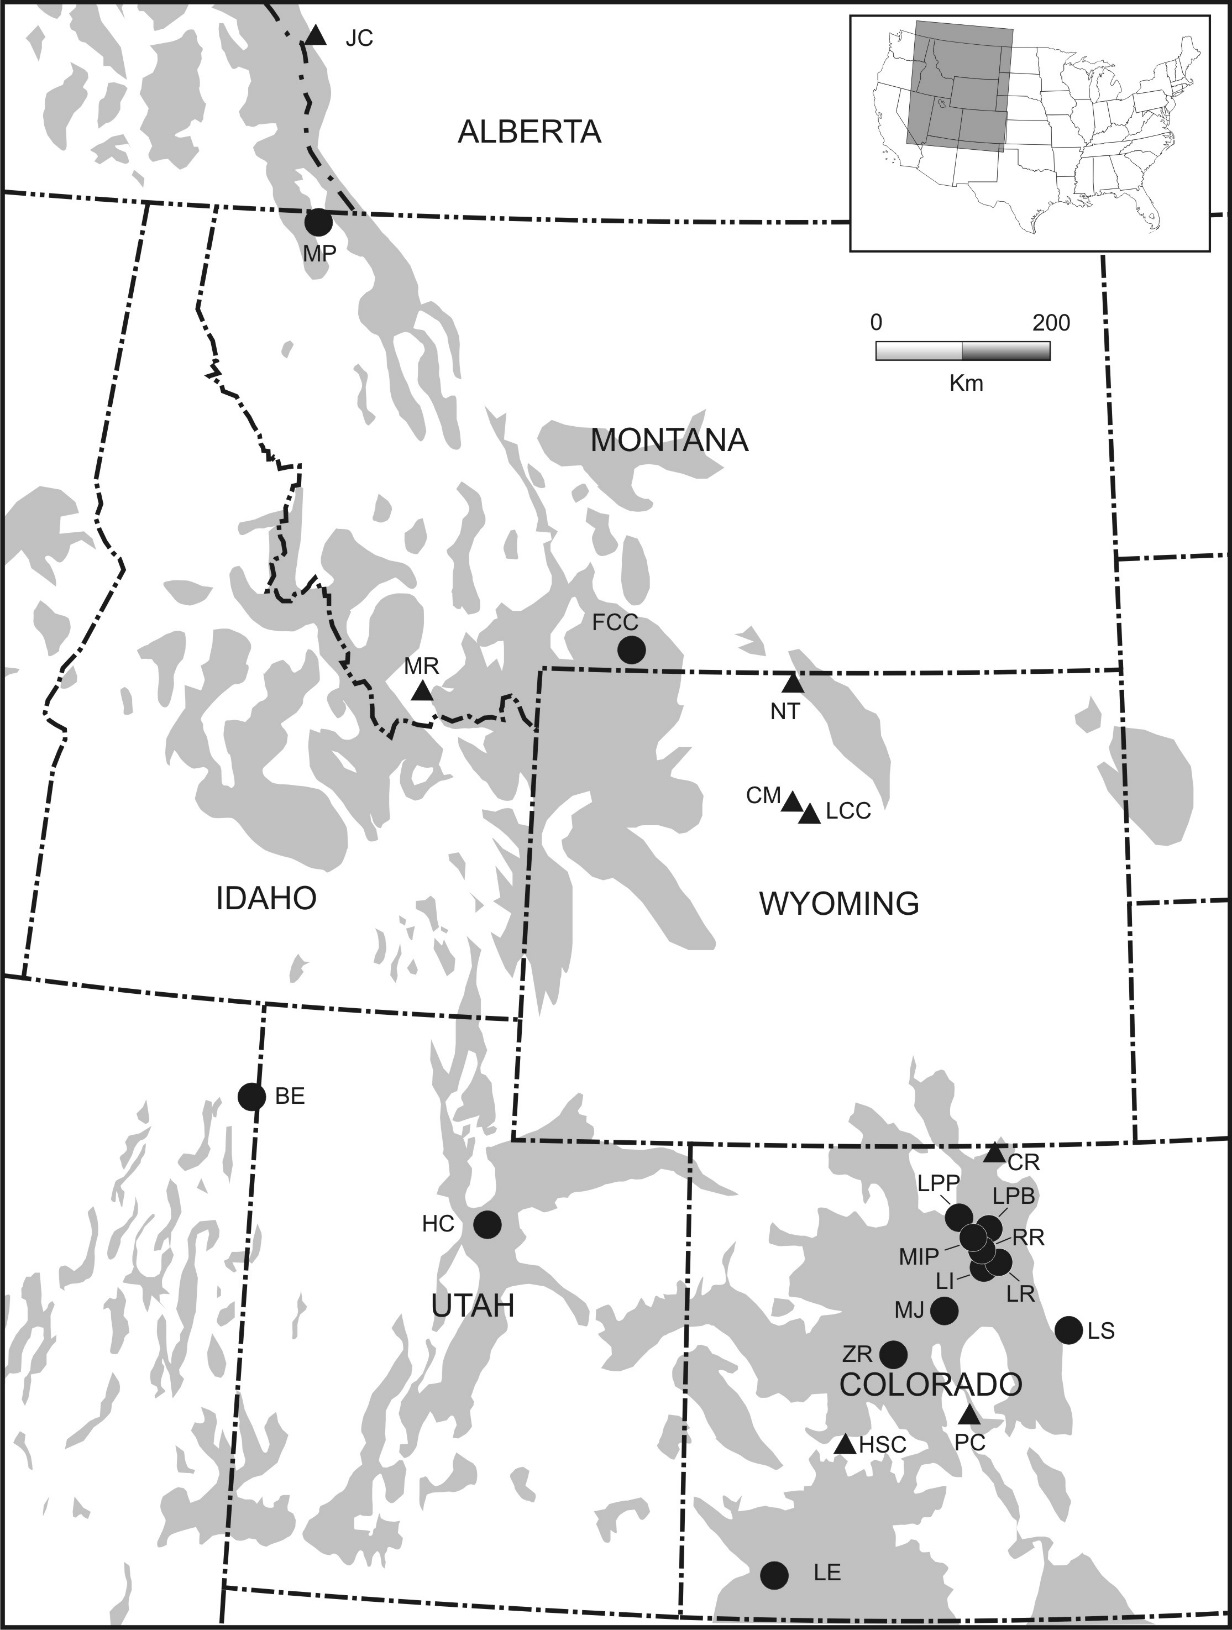 JC
ALBERTA
MP
0 200
Km
MONTANA
FCC
MR
NT
CM
LCC
IDAHO
WYOMING
BE
CR
LPP
LPB
HC
RR
MIP
LI
LR
UTAH
MJ
LS
ZR
COLORADO
HSC
PC
LE